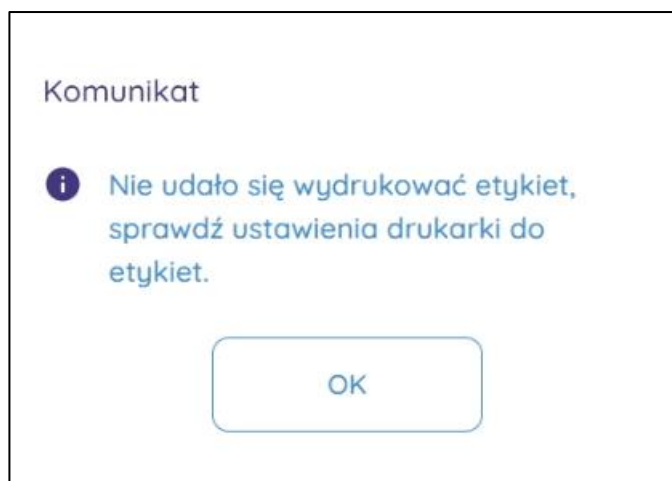 Komunikat
Nie udało się wydrukować etykiet,
sprawdź ustawienia drukarki do
etykiet.
OK